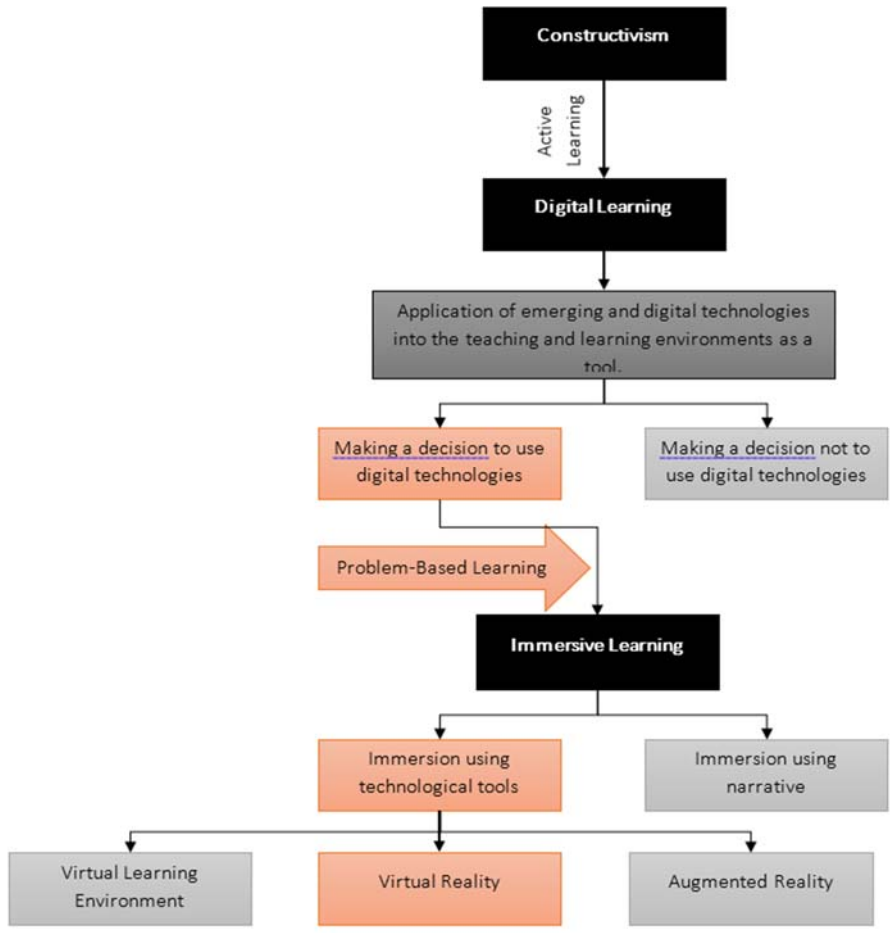 Constructivism
Active
Learning
Digital Learning
Application of emerging and digital technologies
into the teaching and learning environments as a
tool.
Making a decision to use
digital technologies
Making a decision not to
use digital technologies
Problem-Based Learning
Immersive Learning
Immersion using
technological tools
Immersion using
narrative
Virtual Learning
Environment
Virtual Reality
Augmented Reality